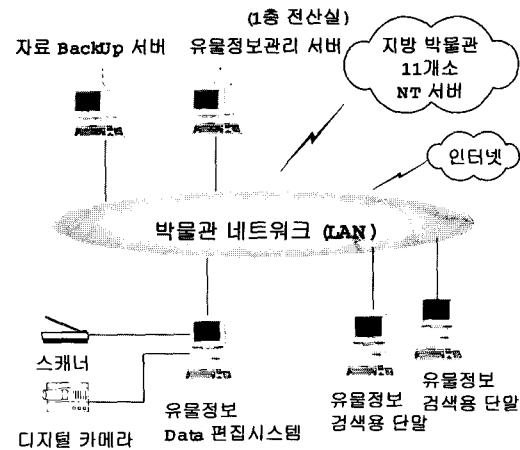 (1층 전산실)
자료 BackUp 서버
유물정보관리 서버
지방 박물관
11개소
NT 서버
인터넷
박물관 네트워크 (LAN)
스캐너
디지털 카메라
유물정보
Data 편집시스템
유물정보
검색용 단말
유물정보
검색용 단말